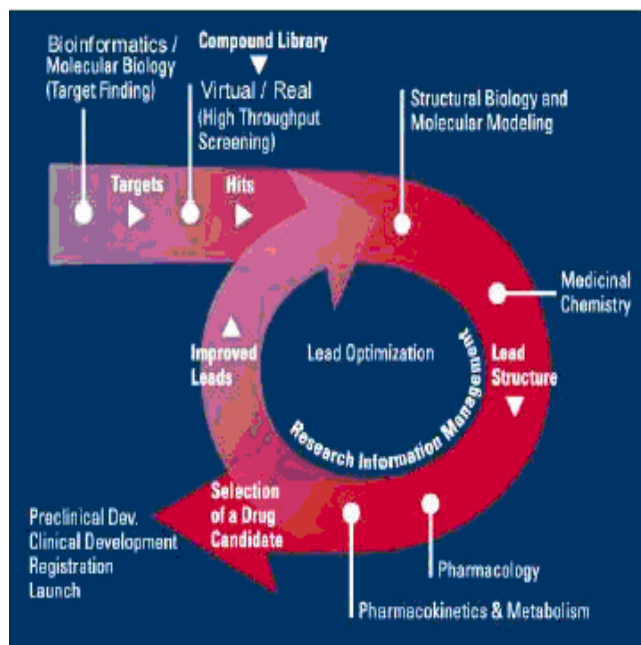 Bioinformatics /
Molecular Biology
(Target Finding)
Compound Library
Virtual / Real
(High Throughput
Screening)
Structural Biology and
Molecular Modeling
Targets
Hits
Medicinal
Chemistry
Improved
Leads
Lead Optimization
Research Information Management
Lead
Structure
Selection
of a Drug
Candidate
Preclinical Dev.
Clinical Development
Registration
Launch
Pharmacology
Pharmacokinetics & Metabolism